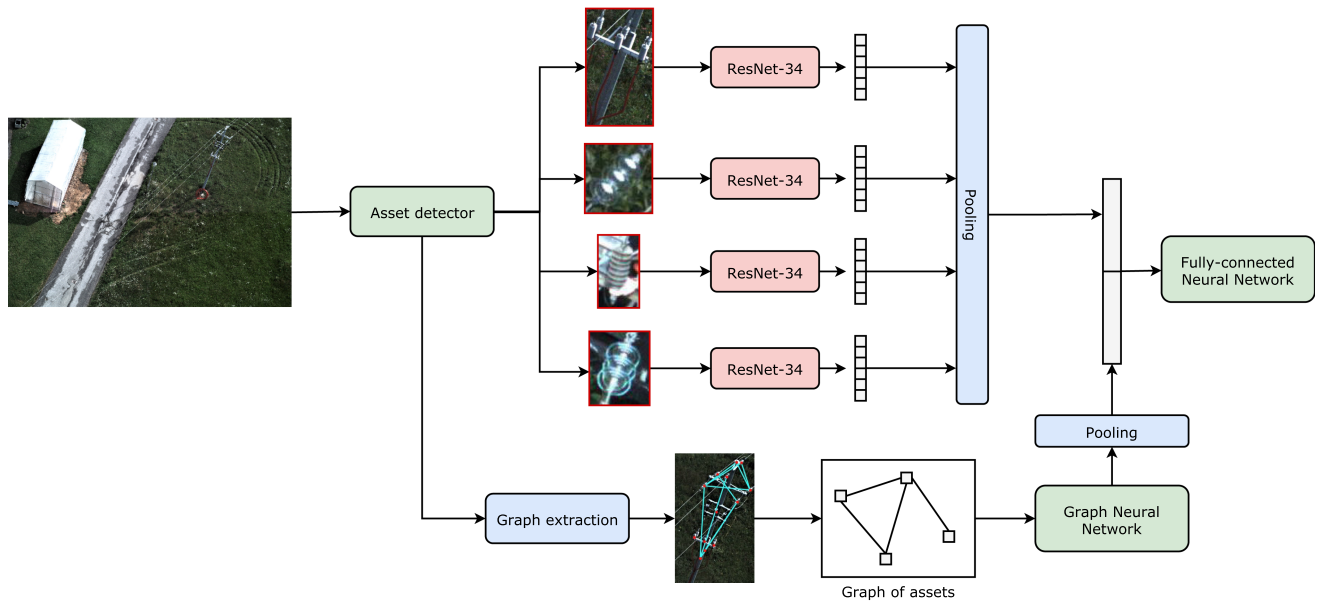 ResNet-34
ResNet-34
Asset detector
Pooling
ResNet-34
Fully-connected
Neural Network
ResNet-34
Pooling
Graph extraction
Graph Neural
Network
Graph of assets